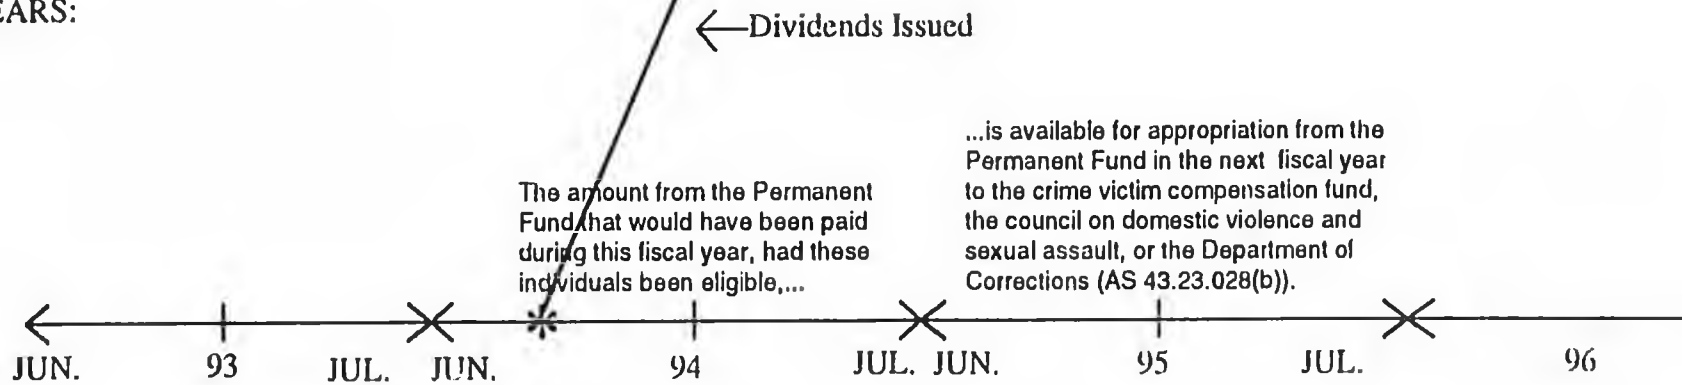 EARS:
Dividends Issued
The amount from the Permanent
Fund that would have been paid
during this fiscal year, had these
individuals been eligible,...
...is available for appropriation from the
Permanent Fund in the next fiscal year
to the crime victim compensation fund,
the council on domestic violence and
sexual assault, or the Department of
Corrections (AS 43.23.028(b)).
JUN. 93 JUL. JUN. 94 JUL. JUN. 95 JUL. 96